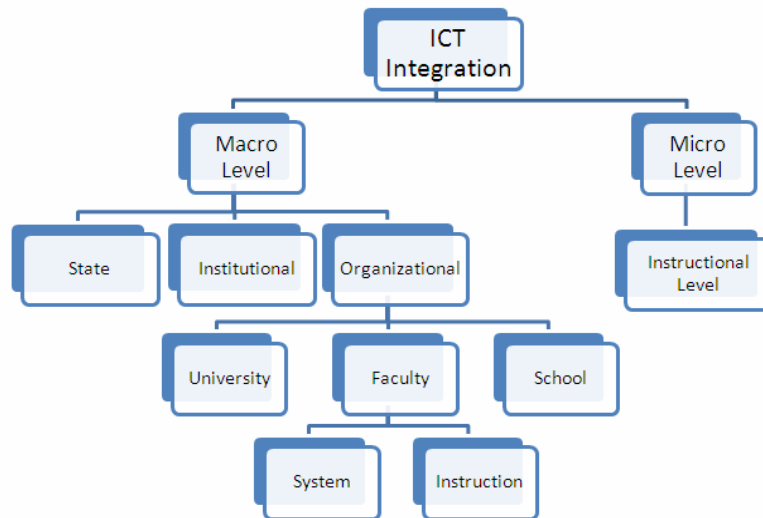 ICT
Integration
Macro
Level
Micro
Level
State
Institutional
Organizational
Instructional
Level
University
Faculty
School
System
Instruction